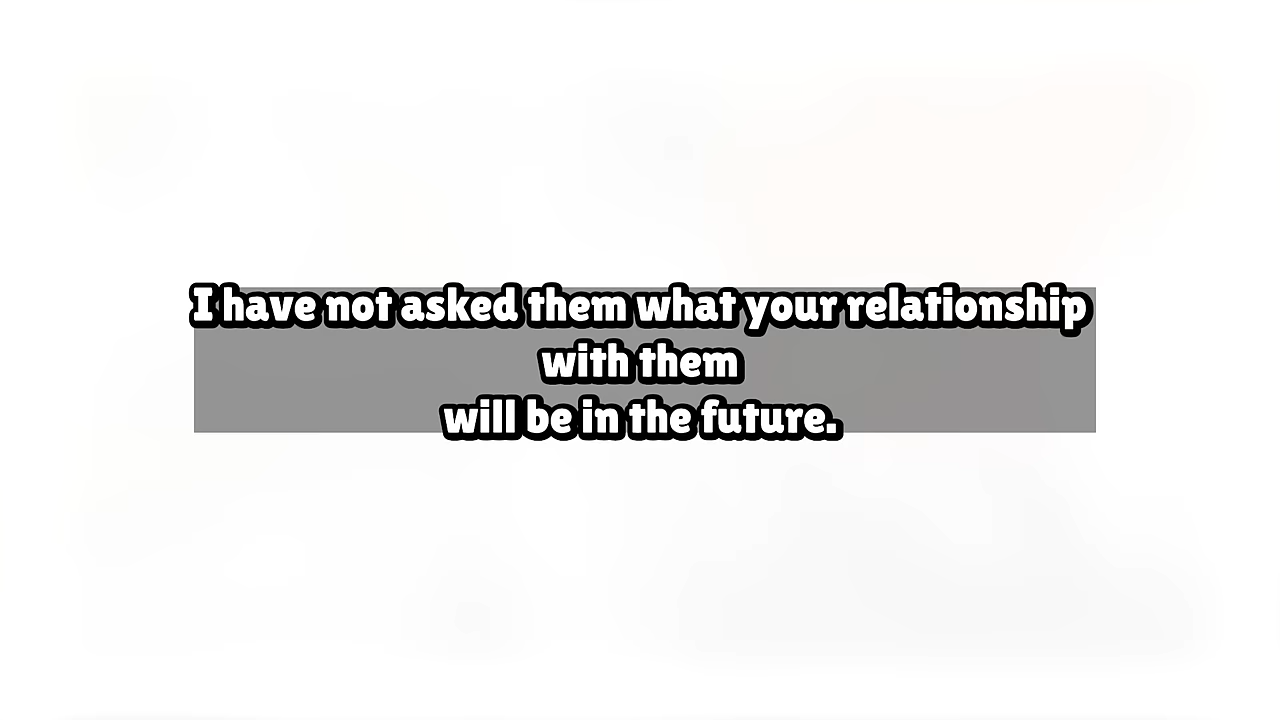 I have not asked them what your relationship
with them
will be in the future.